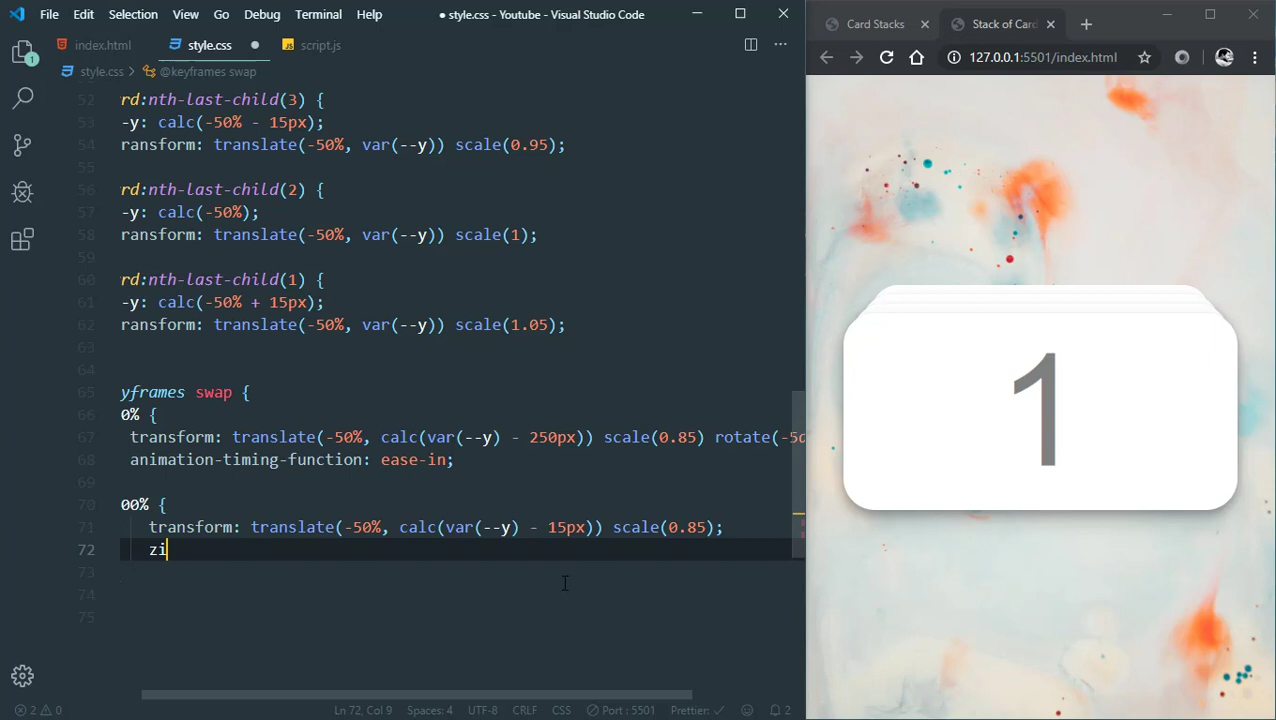 File Edit Selection View Go Debug Terminal Help ● style.css - Youtube - Visual Studio Code
index.html style.css ● script.js
style.css > @keyframes swap
52 rd:nth-last-child(3) {
53 -y: calc(-50% - 15px);
54 ransform: translate(-50%, var(--y)) scale(0.95);
55
56 rd:nth-last-child(2) {
57 -y: calc(-50%);
58 ransform: translate(-50%, var(--y)) scale(1);
59
60 rd:nth-last-child(1) {
61 -y: calc(-50% + 15px);
62 ransform: translate(-50%, var(--y)) scale(1.05);
63
64
65 yframes swap {
66 0% {
67 transform: translate(-50%, calc(var(--y) - 250px)) scale(0.85) rotate(-5d
68 animation-timing-function: ease-in;
69
70 00% {
71 transform: translate(-50%, calc(var(--y) - 15px)) scale(0.85);
72 zi
73
74
75
1
2 0 Ln 72, Col 9 Spaces: 4 UTF-8 CRLF CSS Port : 5501 Prettier: ✓ 2
Card Stacks Stack of Card
127.0.0.1:5501/index.html
1